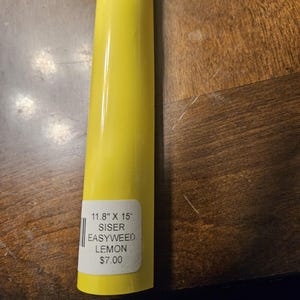 11.8" X 15'
SISER
EASYWEED
LEMON
$7.00